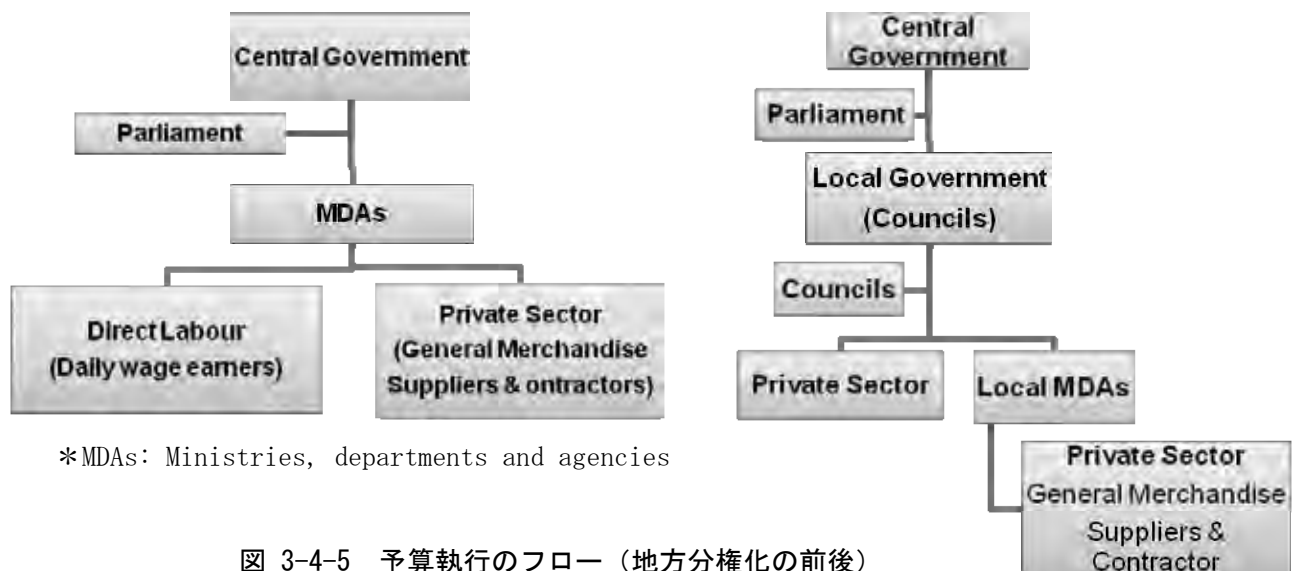 Central Government
Parliament
MDAs
Direct Labour
(Daily wage earners)
Private Sector
(General Merchandise
Suppliers & ontractors)
*MDAs: Ministries, departments and agencies
Central
Government
Parliament
Local Government
(Councils)
Councils
Private Sector
Local MDAs
Private Sector
General Merchandise
Suppliers &
Contractor
図 3-4-5 予算執行のフロー（地方分権化の前後）